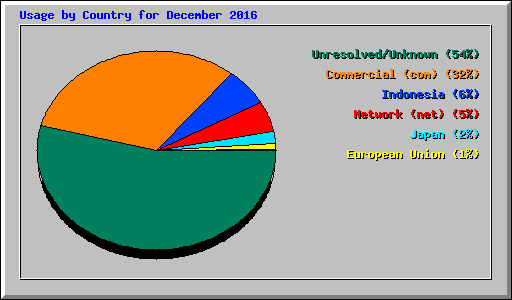 Usage by Country for December 2016
Unresolved/Unknown (54%)
Commercial (com) (32%)
Indonesia (6%)
Network (net) (5%)
Japan (2%)
European Union (1%)